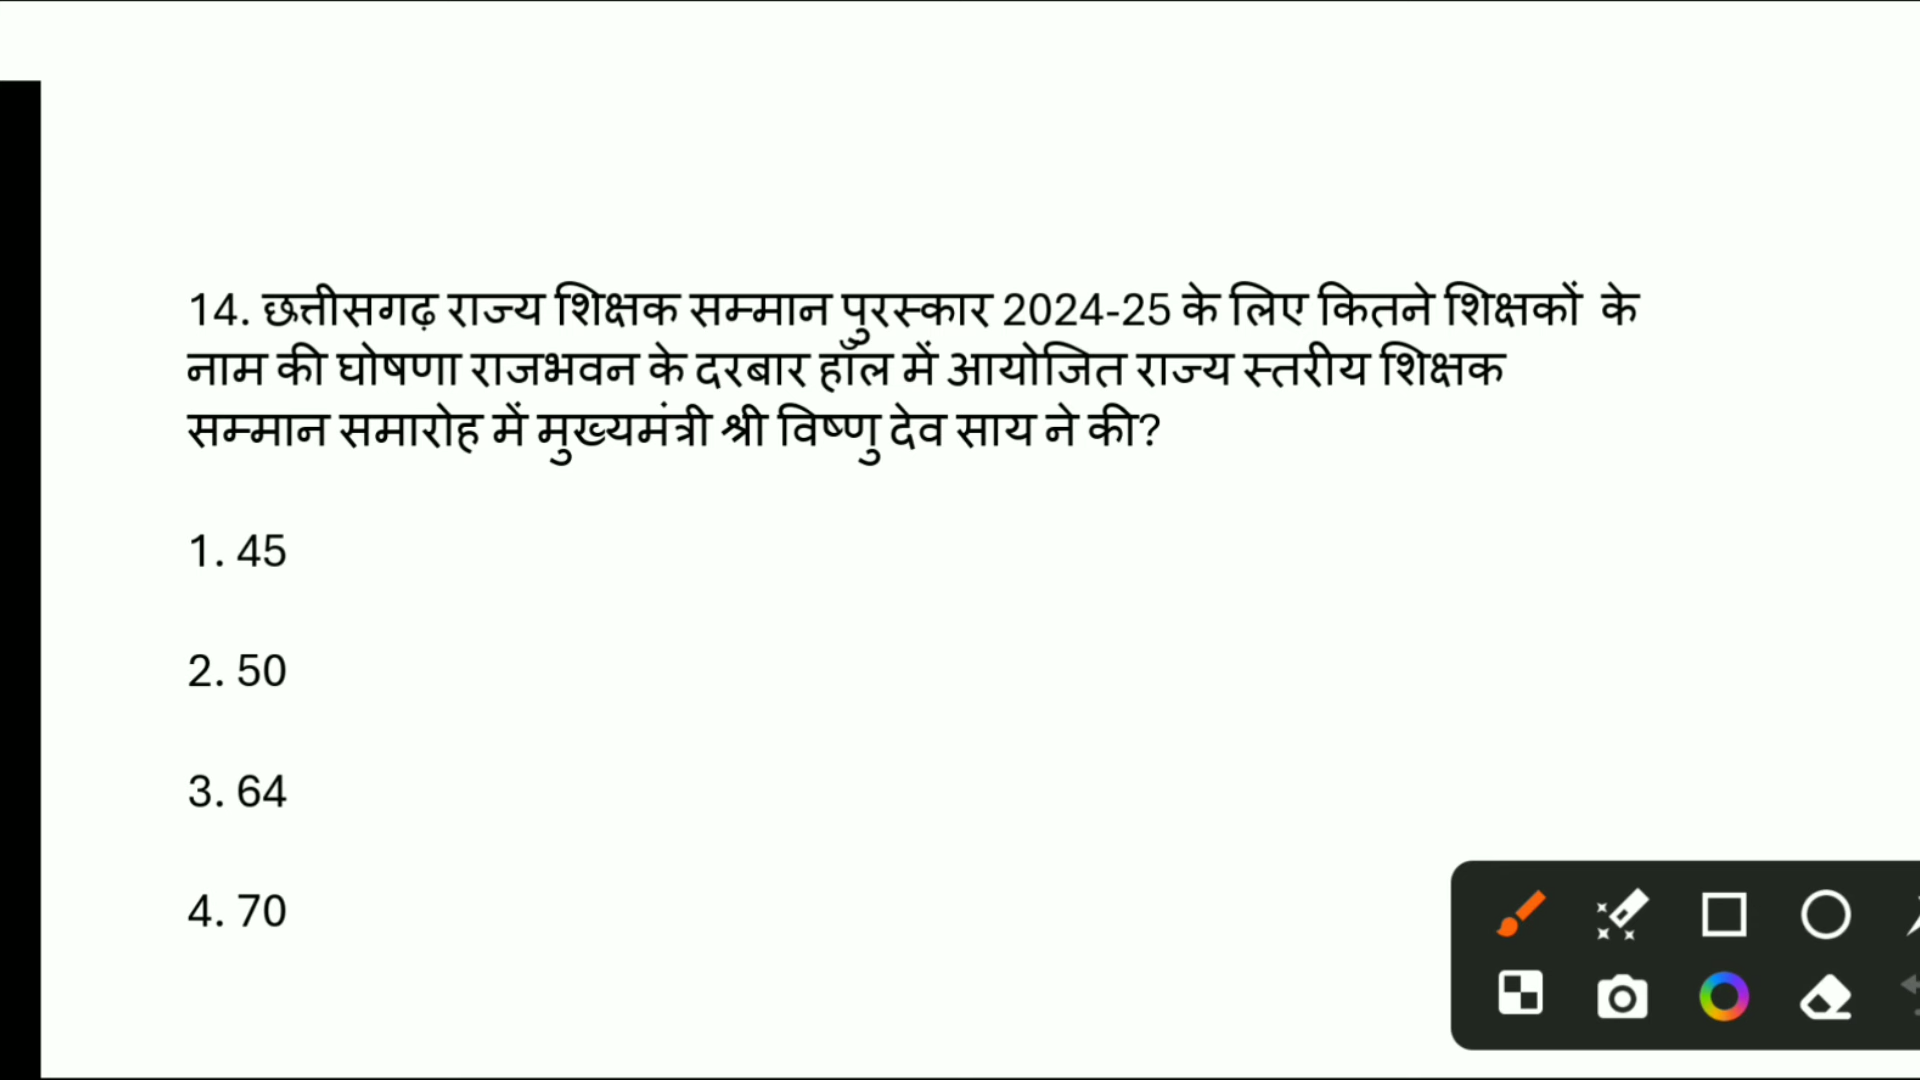 14. छत्तीसगढ़ राज्य शिक्षक सम्मान पुरस्कार 2024-25 के लिए कितने शिक्षकों के
नाम की घोषणा राजभवन के दरबार हॉल में आयोजित राज्य स्तरीय शिक्षक
सम्मान समारोह में मुख्यमंत्री श्री विष्णु देव साय ने की?
1. 45
2. 50
3. 64
4. 70